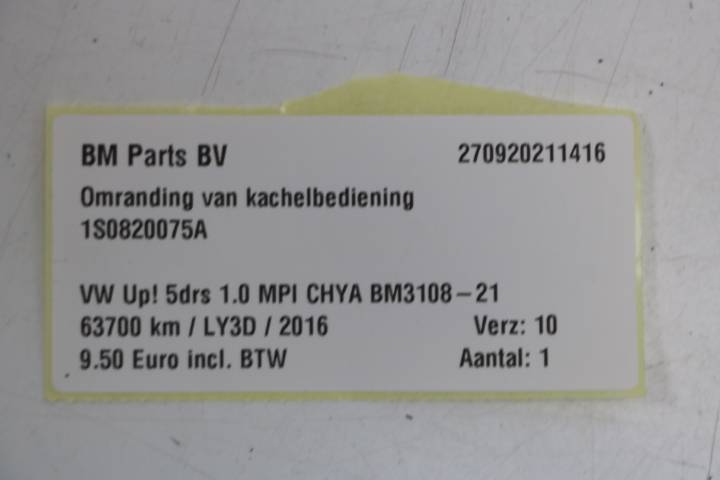 BM Parts BV 270920211416
Omranding van kachelbediening
1S0820075A
VW Up! 5drs 1.0 MPI CHYA BM3108-21
63700 km / LY3D / 2016 Verz: 10
9.50 Euro incl. BTW Aantal: 1